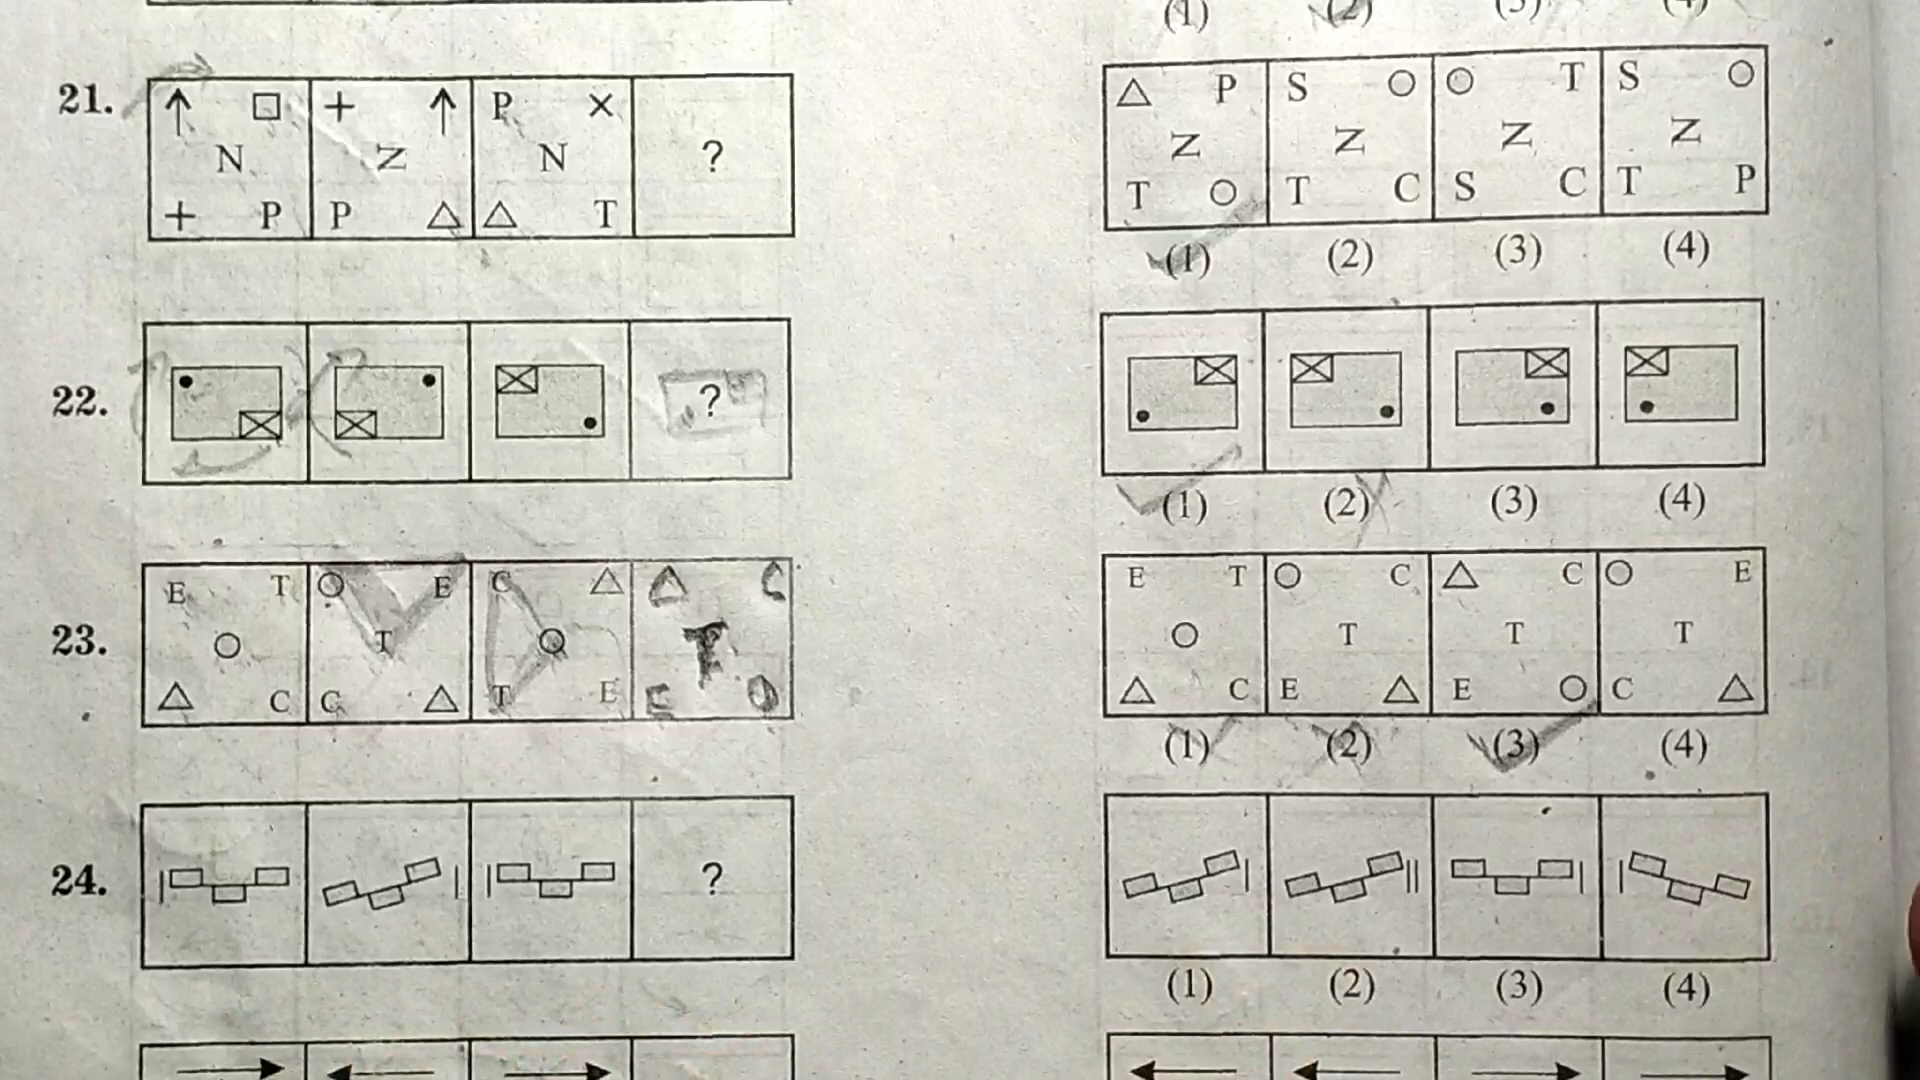 (1) (2) (3) (4)
21.
↑ □ + ↑ P × △ P S ○ ○ T S ○
N Z N ? Z Z Z Z
+ P P △ △ T T ○ T C S C T P
(1) (2) (3) (4)
22. ?
(1) (2) (3) (4)
E T ○ E C △ △ C E T ○ C △ C ○ E
23. ○ T ○ T ○ T T T
△ C C △ T E E O △ C E △ E ○ C △
(1) (2) (3) (4)
24. ?
(1) (2) (3) (4)